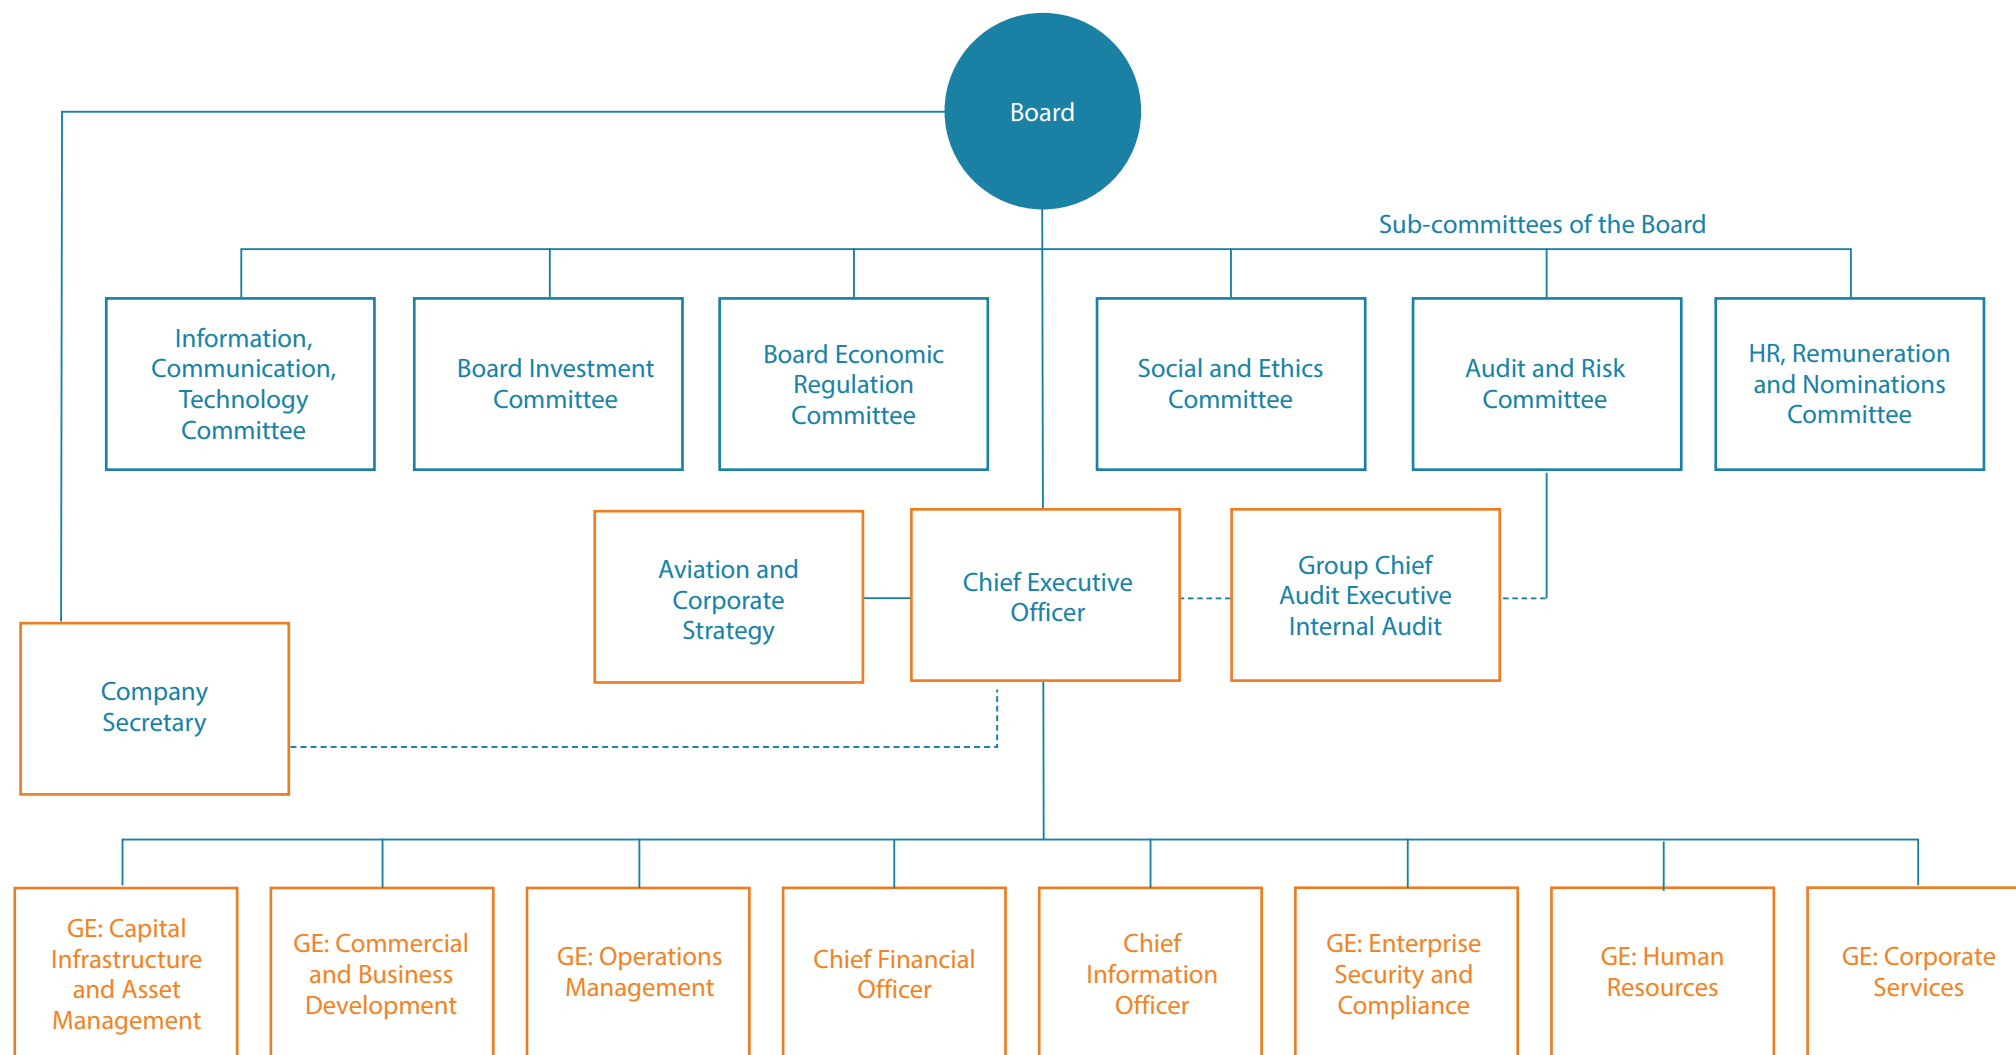 Board
Sub-committees of the Board
Information,
Communication,
Technology
Committee
Board Investment
Committee
Board Economic
Regulation
Committee
Social and Ethics
Committee
Audit and Risk
Committee
HR, Remuneration
and Nominations
Committee
Aviation and
Corporate
Strategy
Chief Executive
Officer
Group Chief
Audit Executive
Internal Audit
Company
Secretary
GE: Capital
Infrastructure
and Asset
Management
GE: Commercial
and Business
Development
GE: Operations
Management
Chief Financial
Officer
Chief
Information
Officer
GE: Enterprise
Security and
Compliance
GE: Human
Resources
GE: Corporate
Services